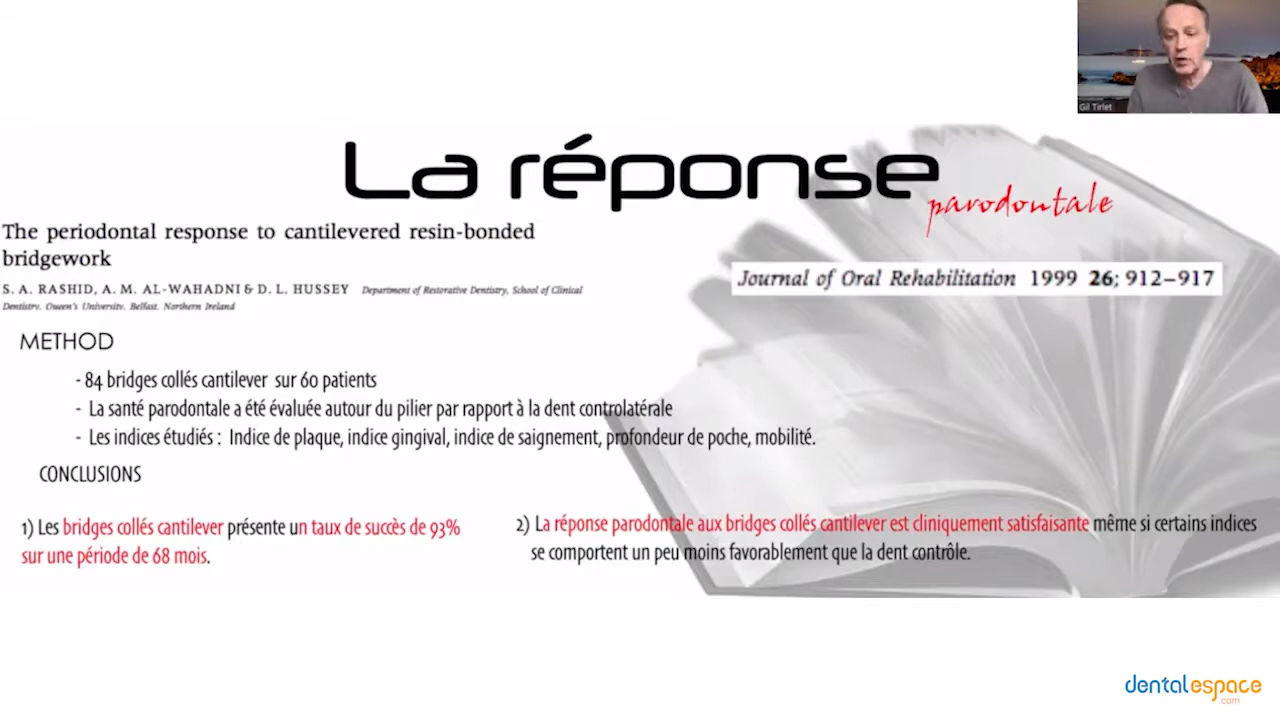 Gil Tirlet
La réponse
parodontale
The periodontal response to cantilevered resin-bonded
bridgework
Journal of Oral Rehabilitation 1999 26; 912–917
S. A. RASHID, A. M. AL-WAHADNI & D. L. HUSSEY Department of Restorative Dentistry, School of Clinical
Dentistry, Queen's University, Belfast, Northern Ireland
METHOD
- 84 bridges collés cantilever sur 60 patients
- La santé parodontale a été évaluée autour du pilier par rapport à la dent controlatérale
- Les indices étudiés : Indice de plaque, indice gingival, indice de saignement, profondeur de poche, mobilité.
CONCLUSIONS
1) Les bridges collés cantilever présente un taux de succès de 93%
sur une période de 68 mois.
2) La réponse parodontale aux bridges collés cantilever est cliniquement satisfaisante même si certains indices
se comportent un peu moins favorablement que la dent contrôle.
dentalespace
.com